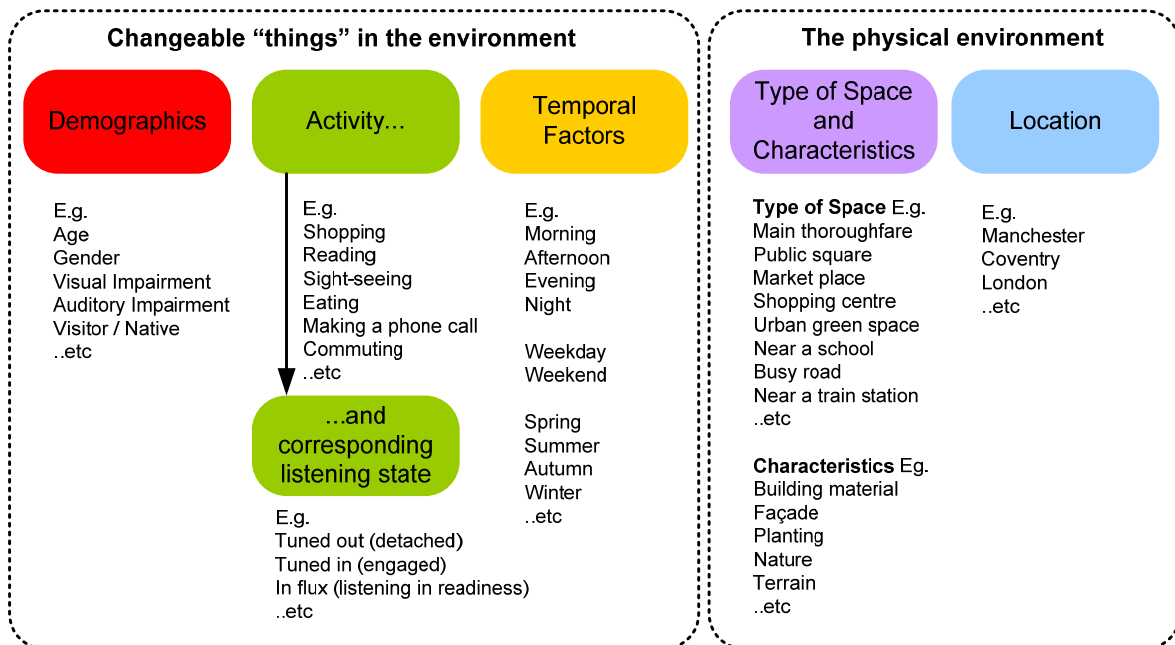 Changeable “things” in the environment
Demographics
E.g.
Age
Gender
Visual Impairment
Auditory Impairment
Visitor / Native
..etc
Activity...
E.g.
Shopping
Reading
Sight-seeing
Eating
Making a phone call
Commuting
..etc
...and
corresponding
listening state
E.g.
Tuned out (detached)
Tuned in (engaged)
In flux (listening in readiness)
..etc
Temporal
Factors
E.g.
Morning
Afternoon
Evening
Night
Weekday
Weekend
Spring
Summer
Autumn
Winter
..etc
The physical environment
Type of Space
and
Characteristics
Type of Space E.g.
Main thoroughfare
Public square
Market place
Shopping centre
Urban green space
Near a school
Busy road
Near a train station
..etc
Characteristics Eg.
Building material
Façade
Planting
Nature
Terrain
..etc
Location
E.g.
Manchester
Coventry
London
..etc